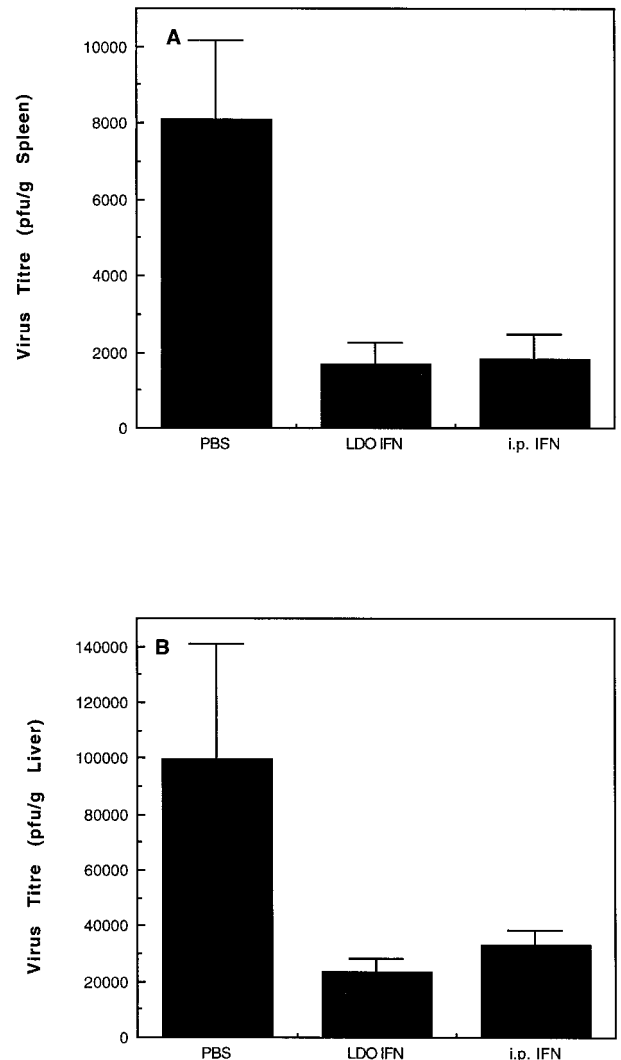 A
10000
8000
6000
4000
2000
0
Virus Titre (pfu/g Spleen)
PBS LDO IFN i.p. IFN
B
140000
120000
100000
80000
60000
40000
20000
0
Virus Titre (pfu/g Liver)
PBS LDO IFN i.p. IFN